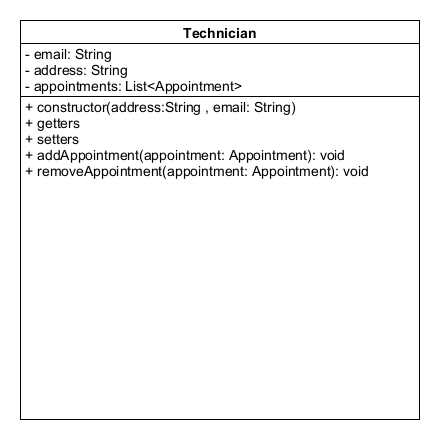 Technician
- email: String
- address: String
- appointments: List<Appointment>
+ constructor(address:String , email: String)
+ getters
+ setters
+ addAppointment(appointment: Appointment): void
+ removeAppointment(appointment: Appointment): void